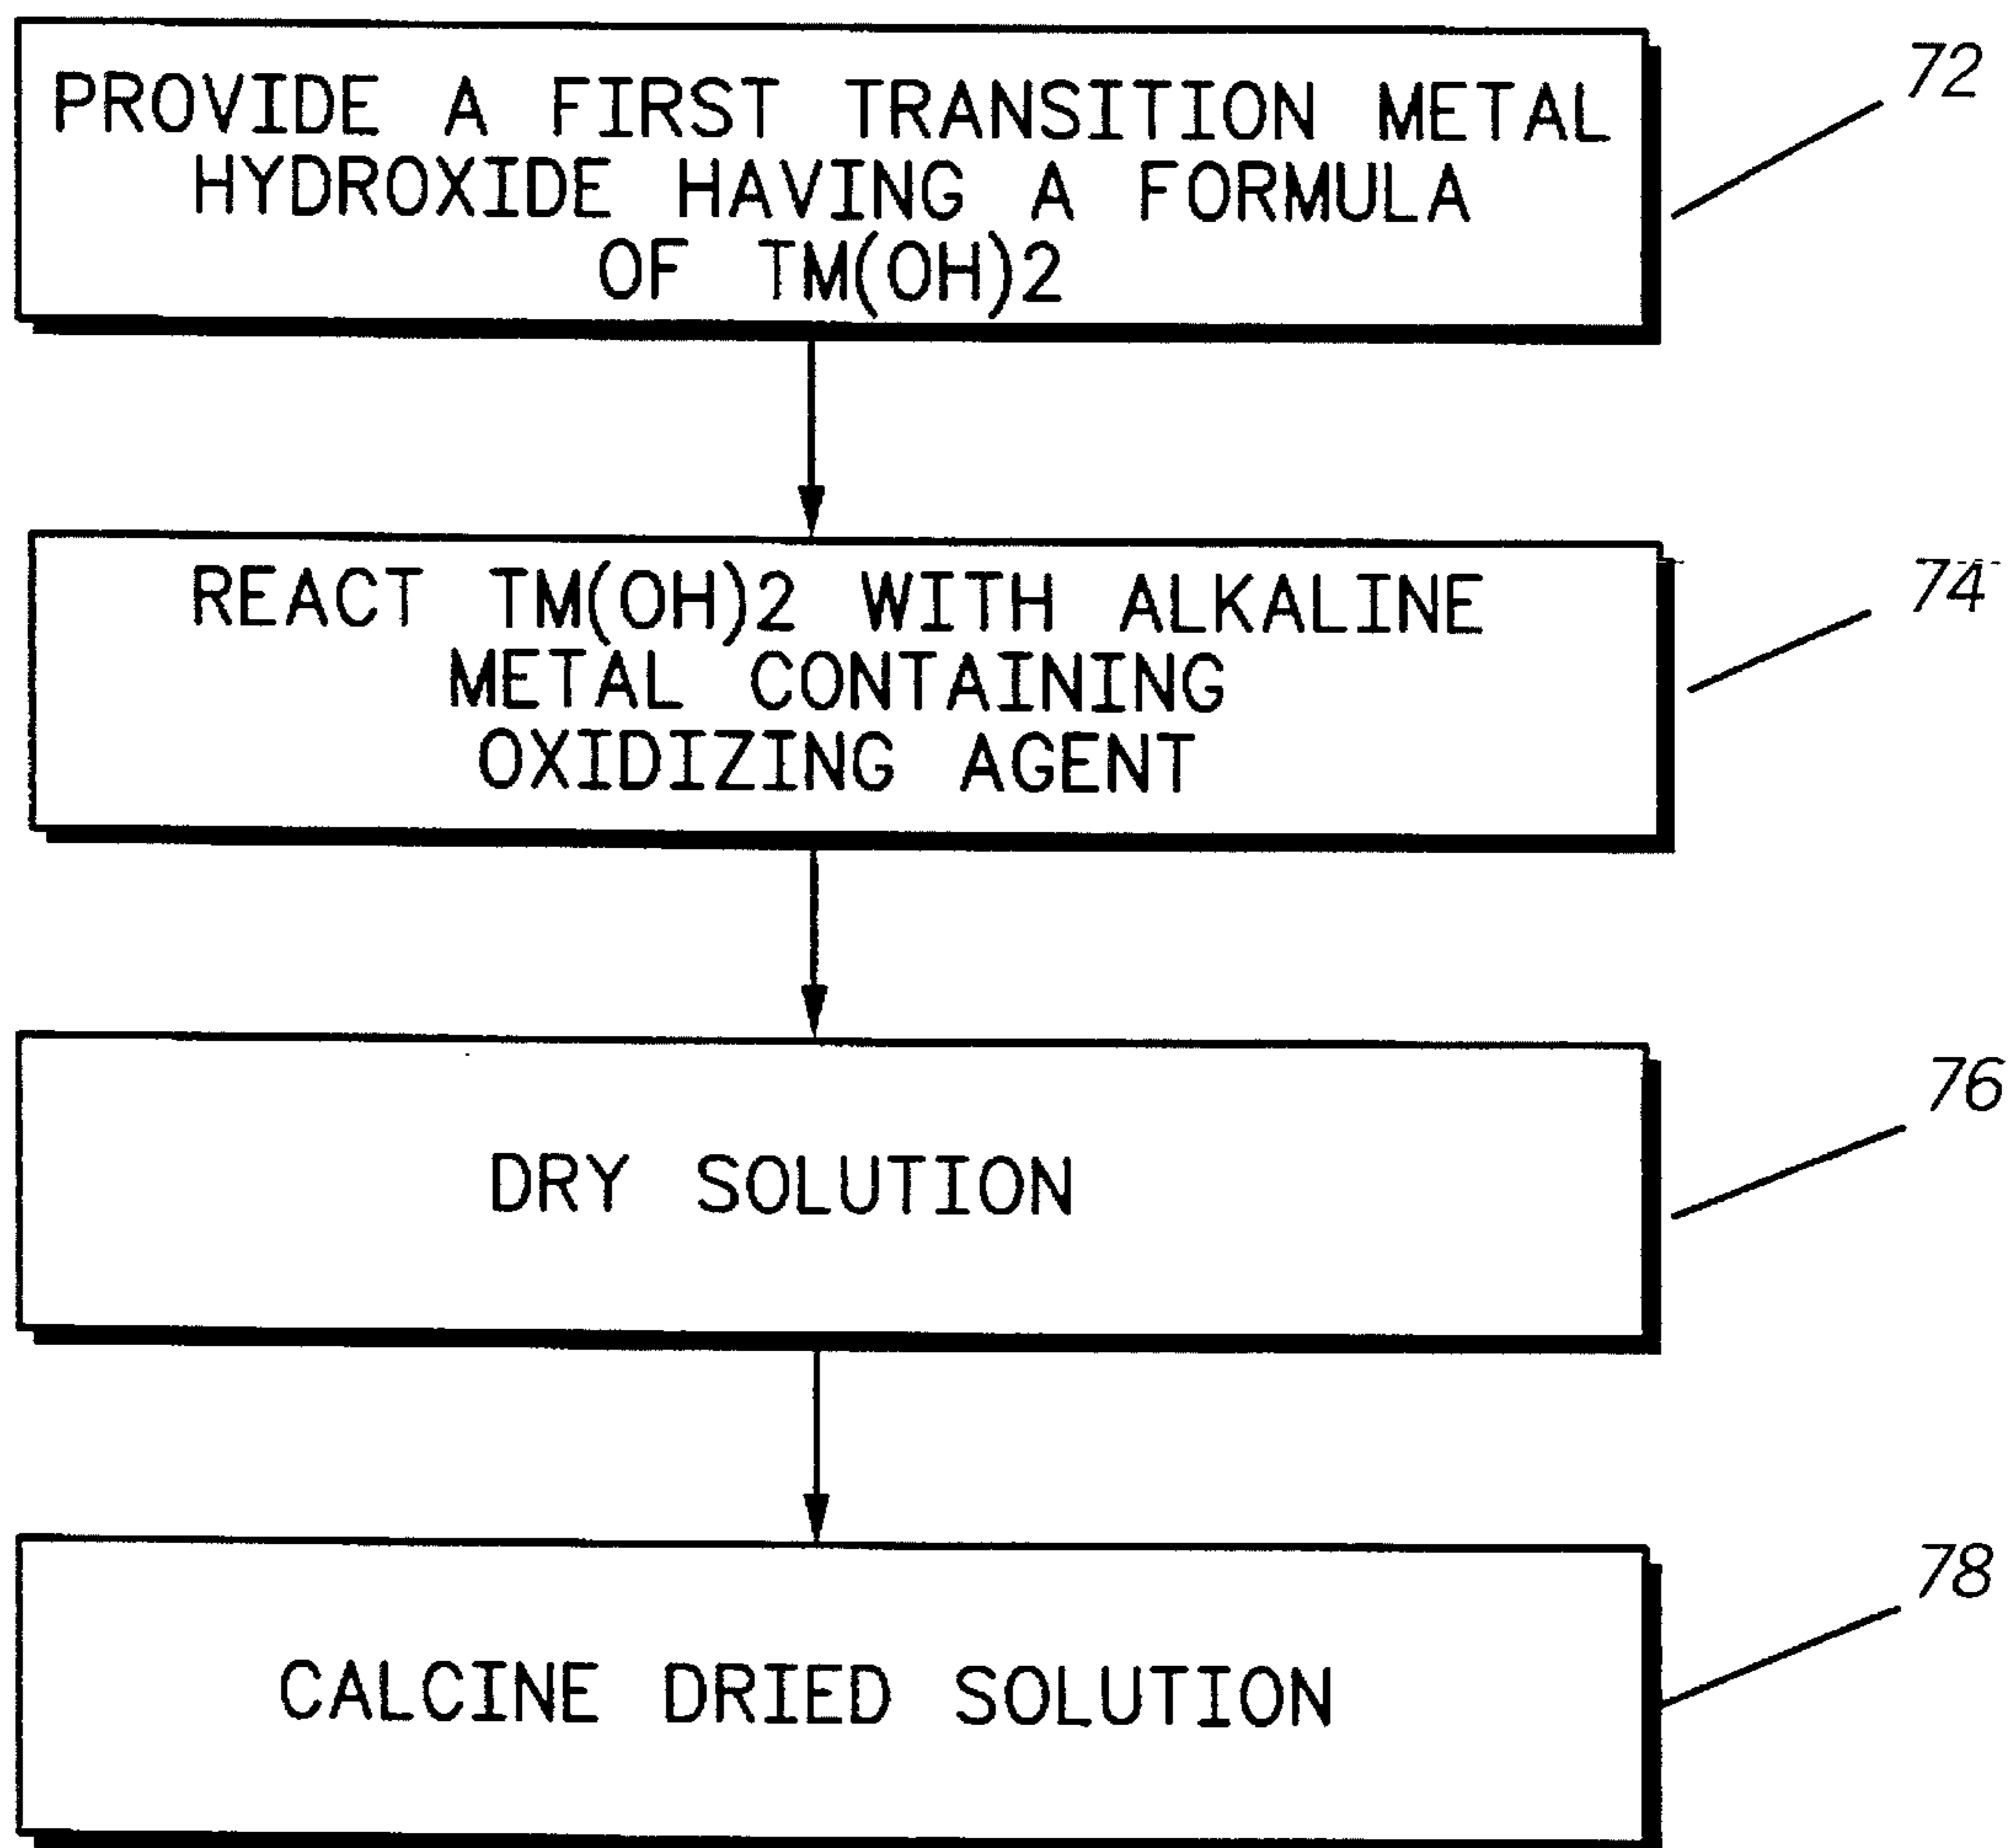 PROVIDE A FIRST TRANSITION METAL
HYDROXIDE HAVING A FORMULA
OF TM(OH)2
72
REACT TM(OH)2 WITH ALKALINE
METAL CONTAINING
OXIDIZING AGENT
74
DRY SOLUTION
76
CALCINE DRIED SOLUTION
78